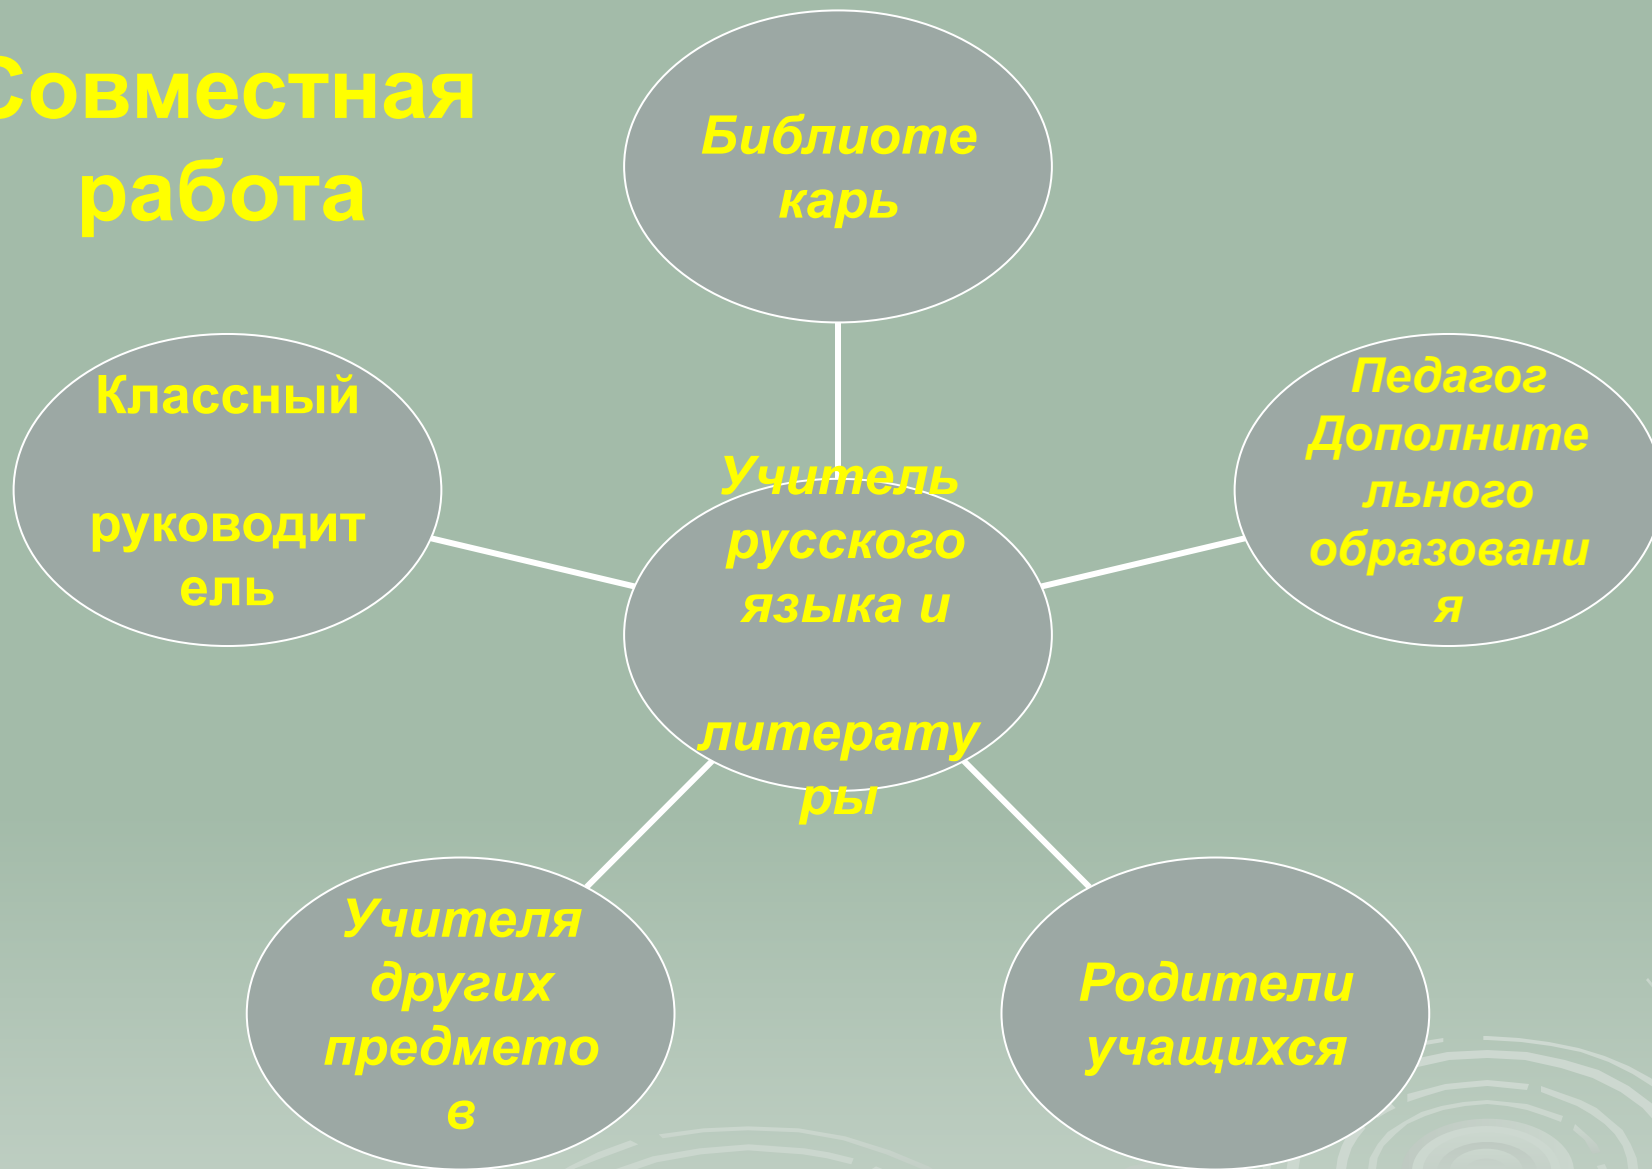 Совместная
работа
Библиоте
карь
Классный
руководит
ель
Педагог
Дополните
льного
образовани
я
Учитель
русского
языка и
литерату
ры
Учителя
других
предмето
в
Родители
учащихся